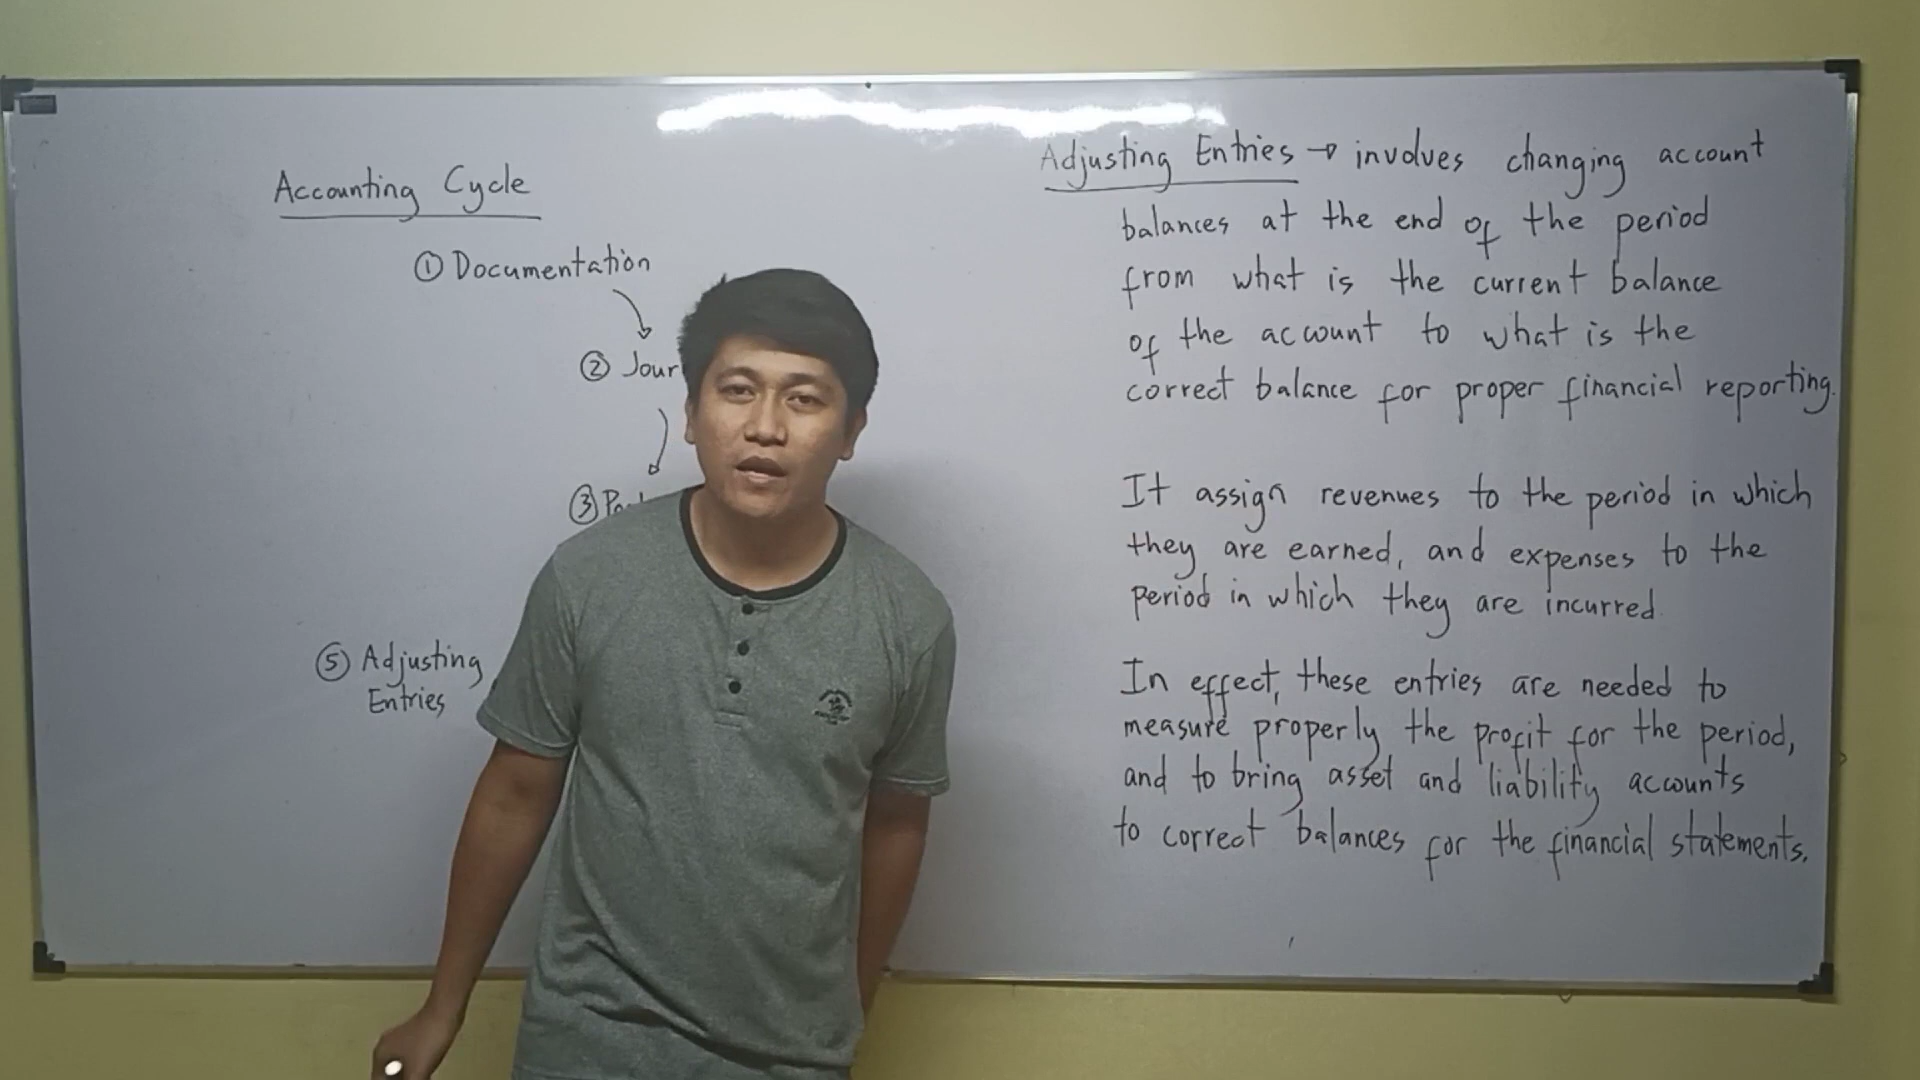 Accounting Cycle
① Documentation
② Jour
③
⑤ Adjusting
Entries
Adjusting Entries → involves changing account
balances at the end of the period
from what is the current balance
of the account to what is the
correct balance for proper financial reporting.
It assign revenues to the period in which
they are earned, and expenses to the
period in which they are incurred.
In effect, these entries are needed to
measure properly the profit for the period,
and to bring asset and liability accounts
to correct balances for the financial statements.